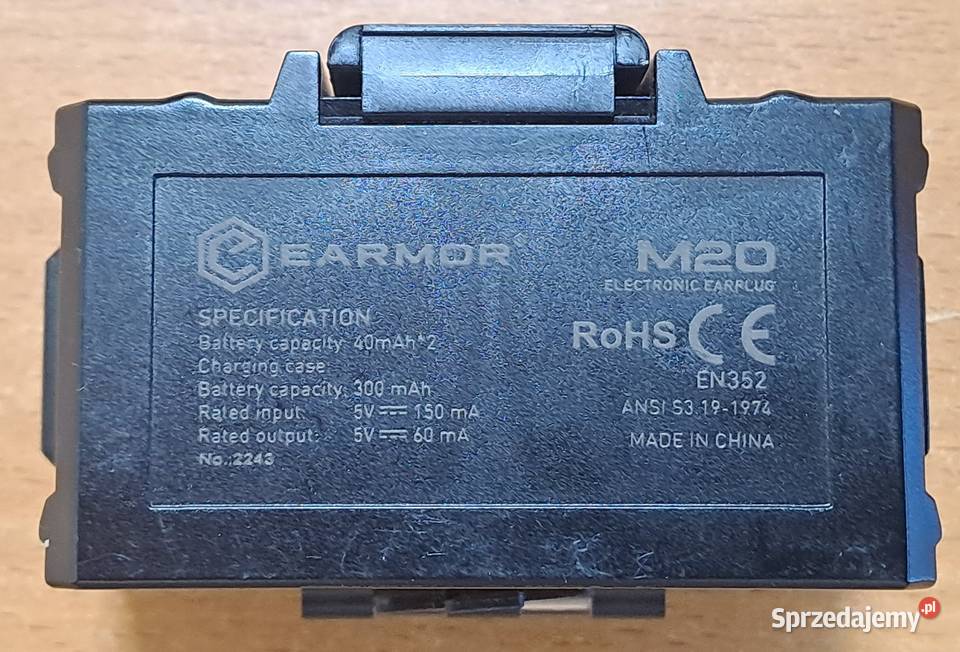 EARMOR
SPECIFICATION
Battery capacity: 40mAh*2
Charging case
Battery capacity: 300 mAh
Rated input: 5V⎓150 mA
Rated output: 5V⎓60 mA
No.:2243
M20
ELECTRONIC EARPLUG
RoHS CE
EN352
ANSI S3.19-1974
MADE IN CHINA
Sprzedajemy.pl